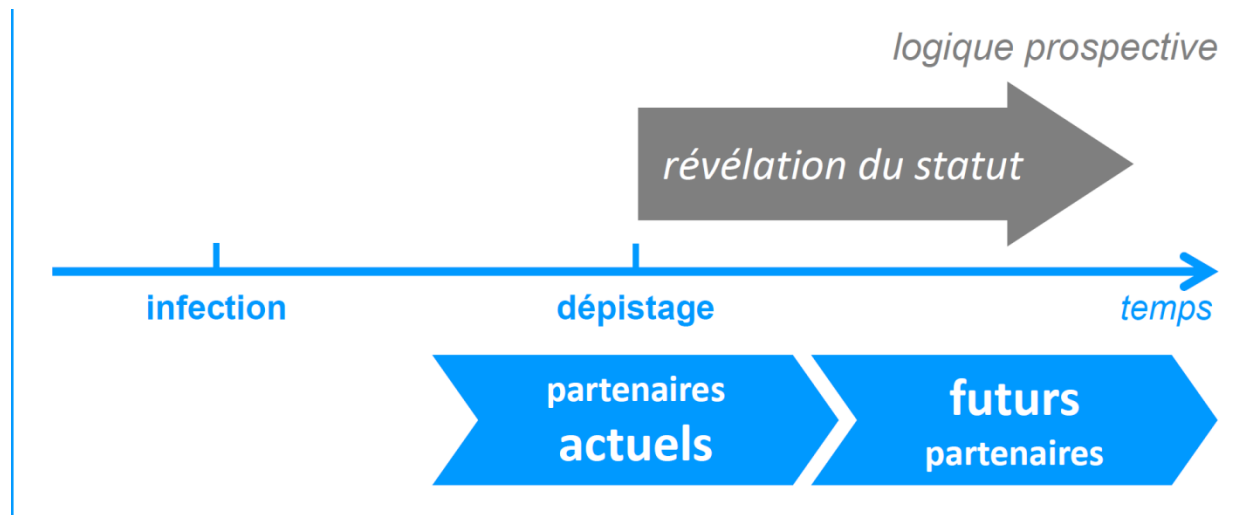 logique prospective
révélation du statut
infection
dépistage
temps
partenaires
actuels
futurs
partenaires